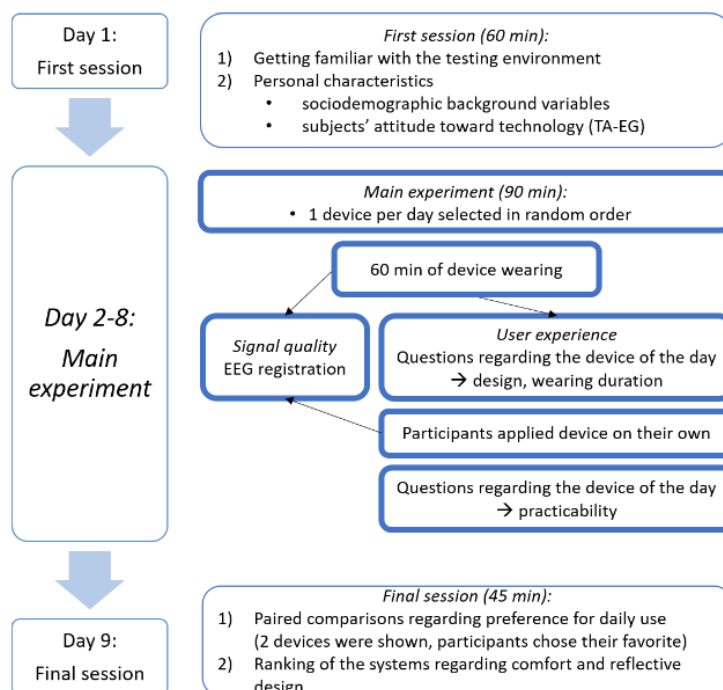 Day 1:
First session
First session (60 min):
1) Getting familiar with the testing environment
2) Personal characteristics
• sociodemographic background variables
• subjects' attitude toward technology (TA-EG)
Day 2-8:
Main
experiment
Main experiment (90 min):
• 1 device per day selected in random order
60 min of device wearing
Signal quality
EEG registration
User experience
Questions regarding the device of the day
→ design, wearing duration
Participants applied device on their own
Questions regarding the device of the day
→ practicability
Day 9:
Final session
Final session (45 min):
1) Paired comparisons regarding preference for daily use
(2 devices were shown, participants chose their favorite)
2) Ranking of the systems regarding comfort and reflective
design